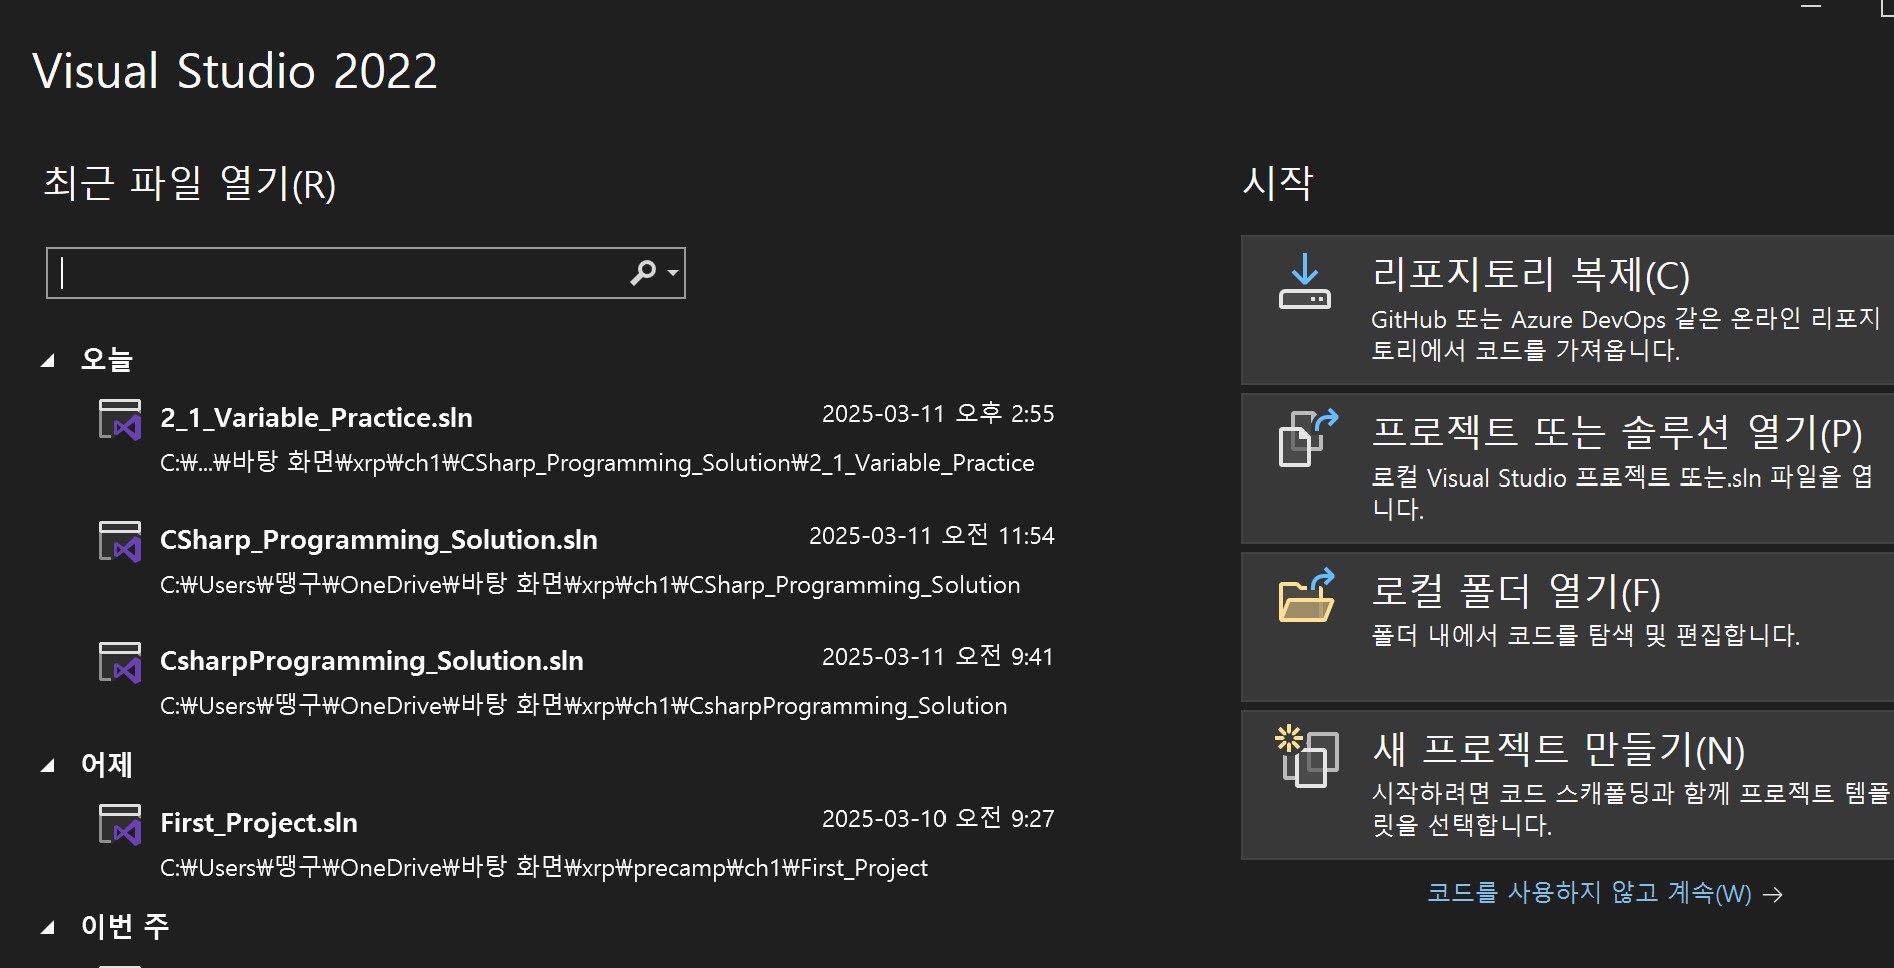 Visual Studio 2022
최근 파일 열기(R)
오늘
2_1_Variable_Practice.sln
2025-03-11 오후 2:55
C:₩...₩바탕 화면₩xrp₩ch1₩CSharp_Programming_Solution₩2_1_Variable_Practice
CSharp_Programming_Solution.sln
2025-03-11 오전 11:54
C:₩Users₩땡구₩OneDrive₩바탕 화면₩xrp₩ch1₩CSharp_Programming_Solution
CsharpProgramming_Solution.sln
2025-03-11 오전 9:41
C:₩Users₩땡구₩OneDrive₩바탕 화면₩xrp₩ch1₩CsharpProgramming_Solution
어제
First_Project.sln
2025-03-10 오전 9:27
C:₩Users₩땡구₩OneDrive₩바탕 화면₩xrp₩precamp₩ch1₩First_Project
이번 주
시작
리포지토리 복제(C)
GitHub 또는 Azure DevOps 같은 온라인 리포지
토리에서 코드를 가져옵니다.
프로젝트 또는 솔루션 열기(P)
로컬 Visual Studio 프로젝트 또는.sln 파일을 엽
니다.
로컬 폴더 열기(F)
폴더 내에서 코드를 탐색 및 편집합니다.
새 프로젝트 만들기(N)
시작하려면 코드 스캐폴딩과 함께 프로젝트 템플
릿을 선택합니다.
코드를 사용하지 않고 계속(W) →